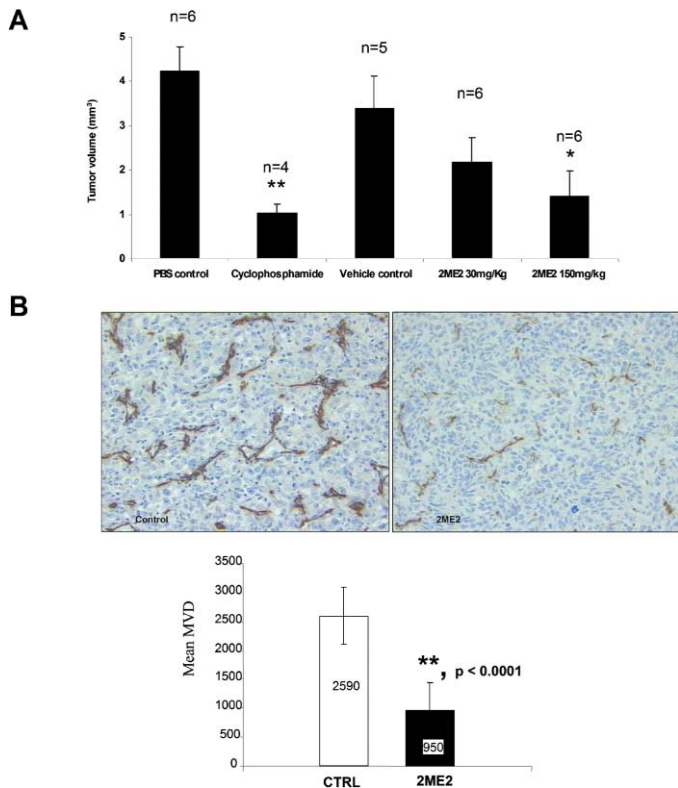 A
n=6
n=4
**
n=5
n=6
n=6
*
Tumor volume (mm³)
5
4
3
2
1
0
PBS control Cyclophosphamide Vehicle control 2ME2 30mg/Kg 2ME2 150mg/kg
B
Control
2ME2
Mean MVD
3500
3000
2500
2000
1500
1000
500
0
2590
**, p < 0.0001
950
CTRL 2ME2